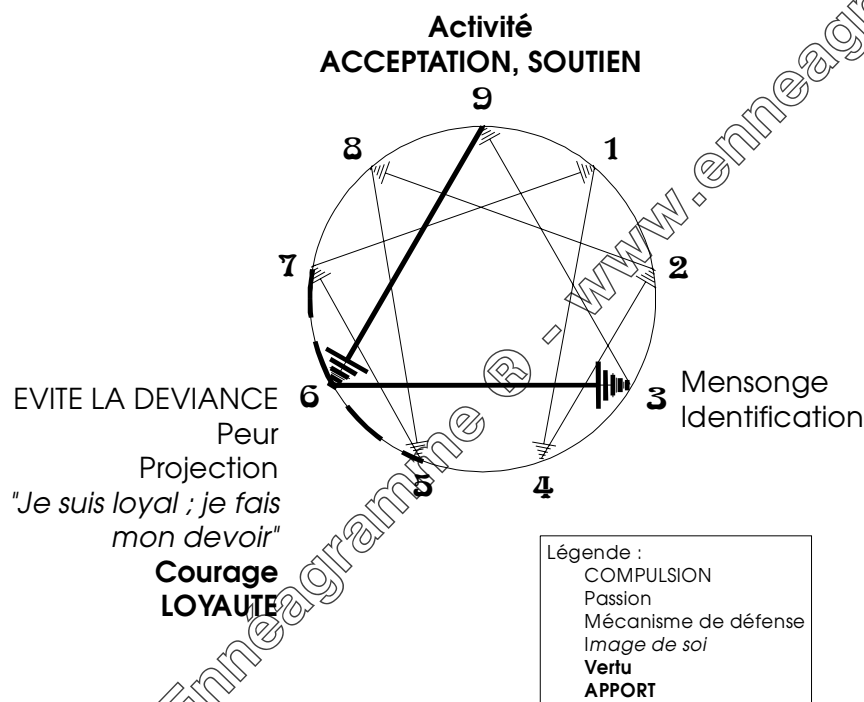 Activité
ACCEPTATION, SOUTIEN
9
8
1
7
2
6
3
5
4
Mensonge
Identification
EVITE LA DEVIANCE
Peur
Projection
"Je suis loyal ; je fais
mon devoir"
Courage
LOYAUTE
Légende :
COMPULSION
Passion
Mécanisme de défense
Image de soi
Vertu
APPORT
Ennéagramme ® - www.enneagr